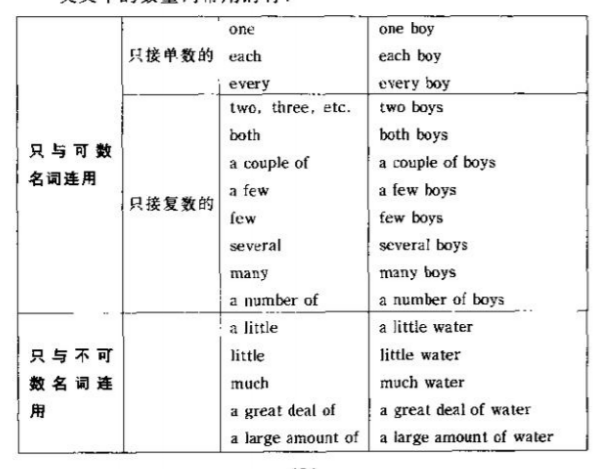 只接单数的
one one boy
each each boy
every every boy
只与可数
名词连用
只接复数的
two, three, etc. two boys
both both boys
a couple of a couple of boys
a few a few boys
few few boys
several several boys
many many boys
a number of a number of boys
只与不可
数名词连
用
a little a little water
little little water
much much water
a great deal of a great deal of water
a large amount of a large amount of water